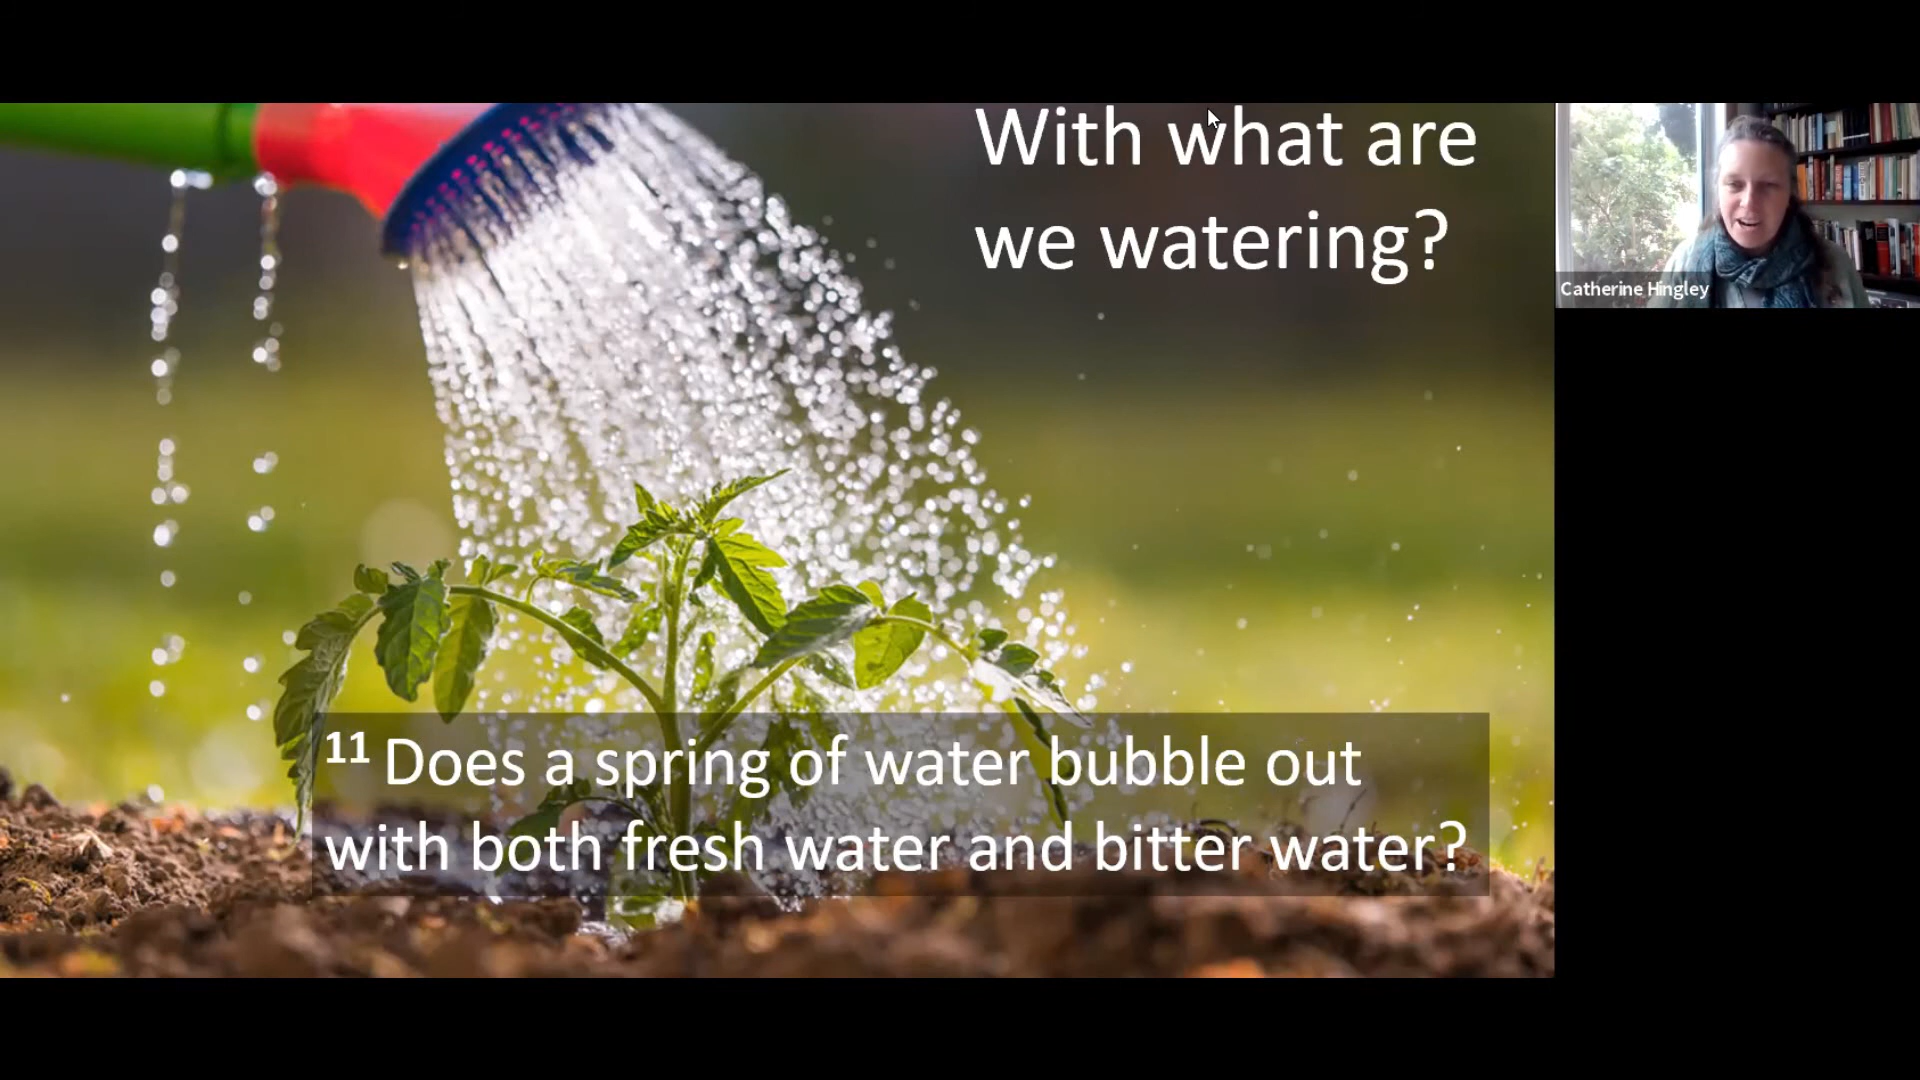 With what are
we watering?
Catherine Hingley
11 Does a spring of water bubble out
with both fresh water and bitter water?